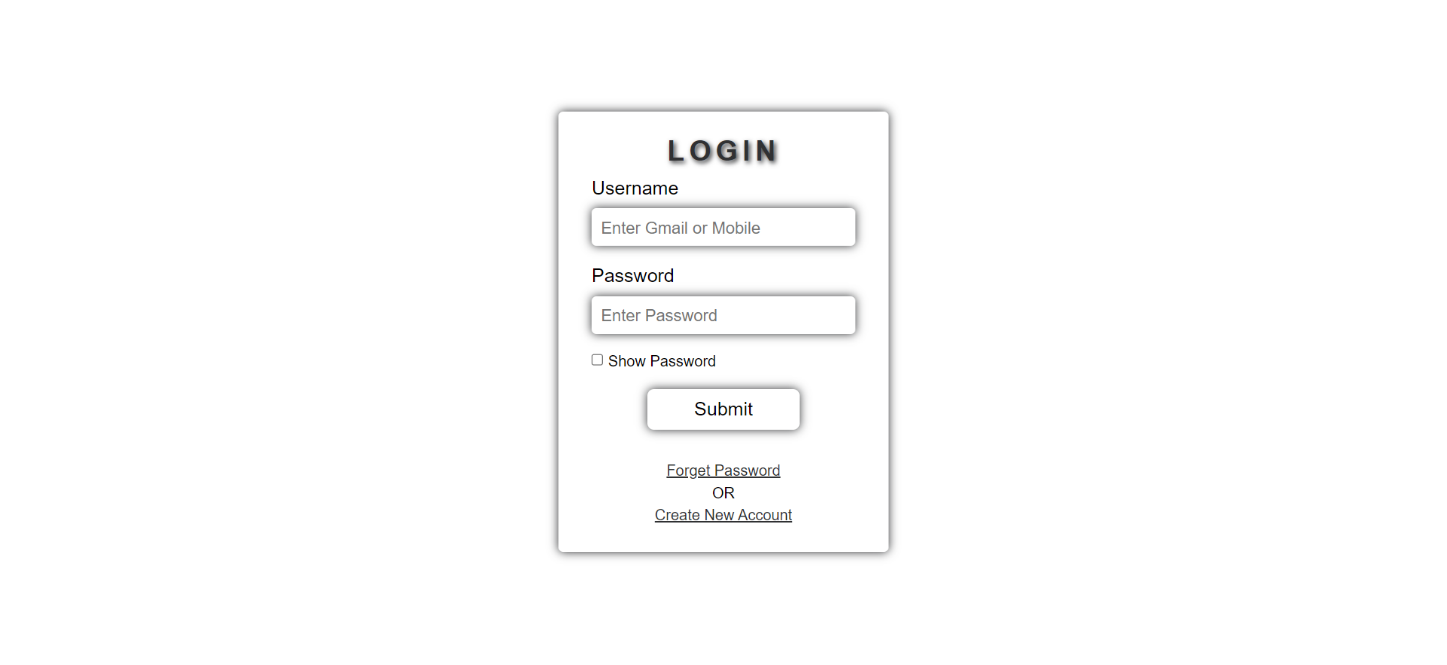 LOGIN
Username
Enter Gmail or Mobile
Password
Enter Password
Show Password
Submit
Forget Password
OR
Create New Account